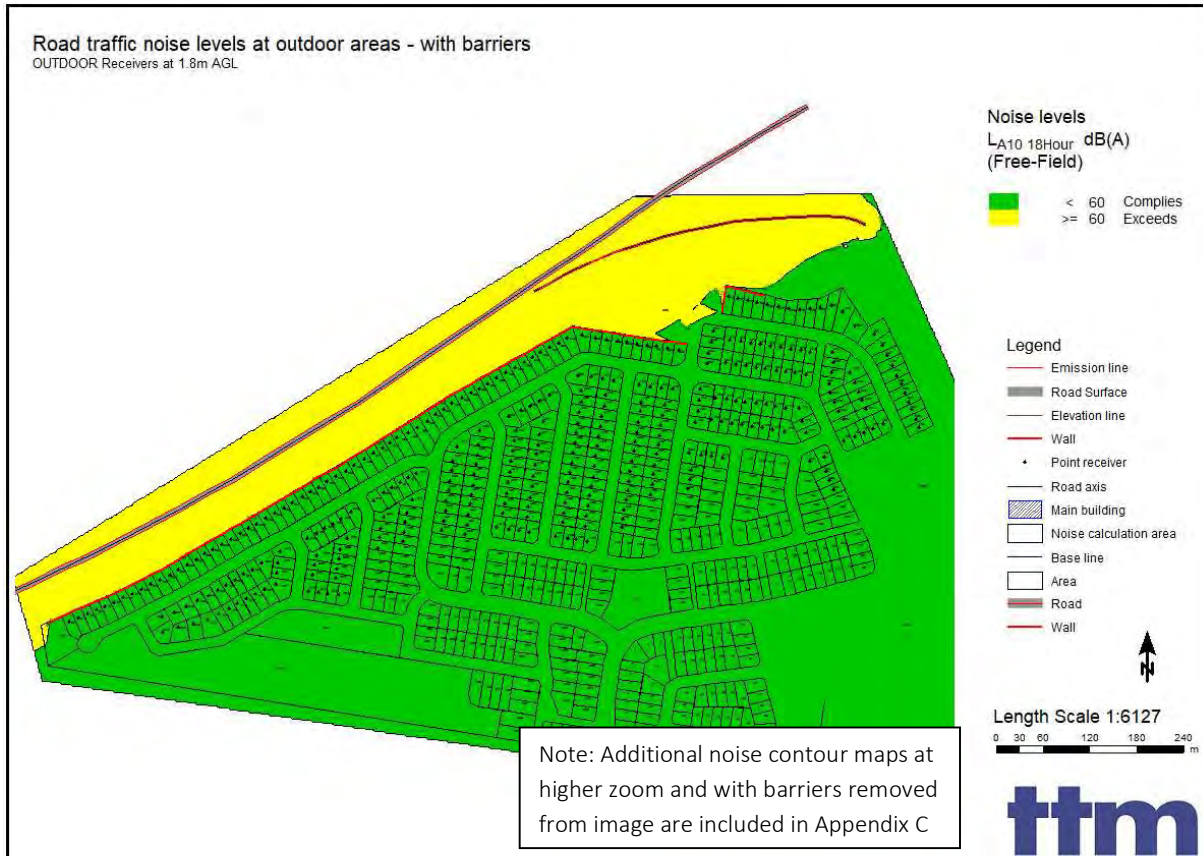 Road traffic noise levels at outdoor areas - with barriers
OUTDOOR Receivers at 1.8m AGL
Noise levels
LA10 18Hour dB(A)
(Free-Field)
< 60 Complies
>= 60 Exceeds
Legend
Emission line
Road Surface
Elevation line
Wall
Point receiver
Road axis
Main building
Noise calculation area
Base line
Area
Road
Wall
N
Length Scale 1:6127
0 30 60 120 180 240
m
Note: Additional noise contour maps at
higher zoom and with barriers removed
from image are included in Appendix C
ttm